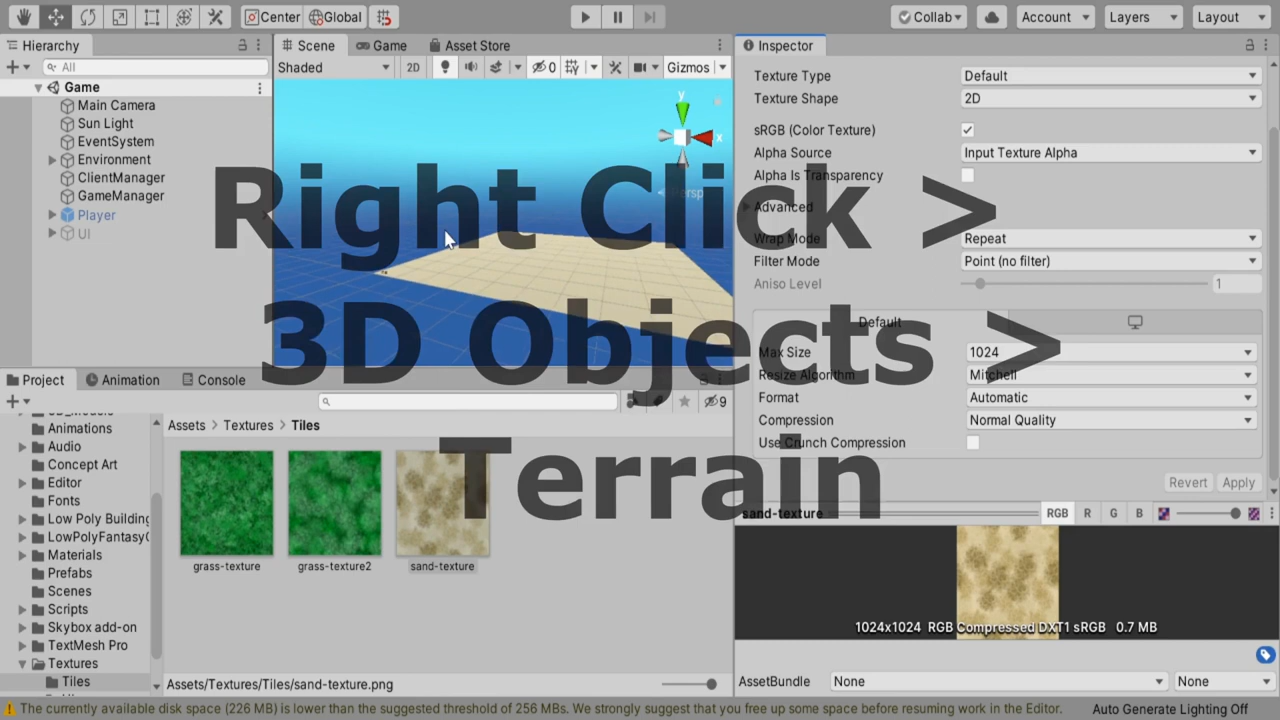 Center
Global
Collab
Account
Layers
Layout
Hierarchy
All
Game
Main Camera
Sun Light
EventSystem
Environment
ClientManager
GameManager
Player
UI
Scene
Game
Asset Store
Shaded
2D
0
Gizmos
y
x
Persp
Inspector
Texture Type
Default
Texture Shape
2D
sRGB (Color Texture)
Alpha Source
Input Texture Alpha
Alpha Is Transparency
Advanced
Wrap Mode
Repeat
Filter Mode
Point (no filter)
Aniso Level
1
Default
Max Size
1024
Resize Algorithm
Mitchell
Format
Automatic
Compression
Normal Quality
Use Crunch Compression
Revert
Apply
Right Click >
3D Objects >
Terrain
Project
Animation
Console
9
Animations
Audio
Concept Art
Editor
Fonts
Low Poly Building
LowPolyFantasy
Materials
Prefabs
Scenes
Scripts
Skybox add-on
TextMesh Pro
Textures
Tiles
Assets > Textures > Tiles
grass-texture
grass-texture2
sand-texture
Assets/Textures/Tiles/sand-texture.png
sand-texture
RGB R G B
1024x1024 RGB Compressed DXT1 sRGB 0.7 MB
AssetBundle
None
None
The currently available disk space (226 MB) is lower than the suggested threshold of 256 MBs. We strongly suggest that you free up some space before resuming work in the Editor.
Auto Generate Lighting Off